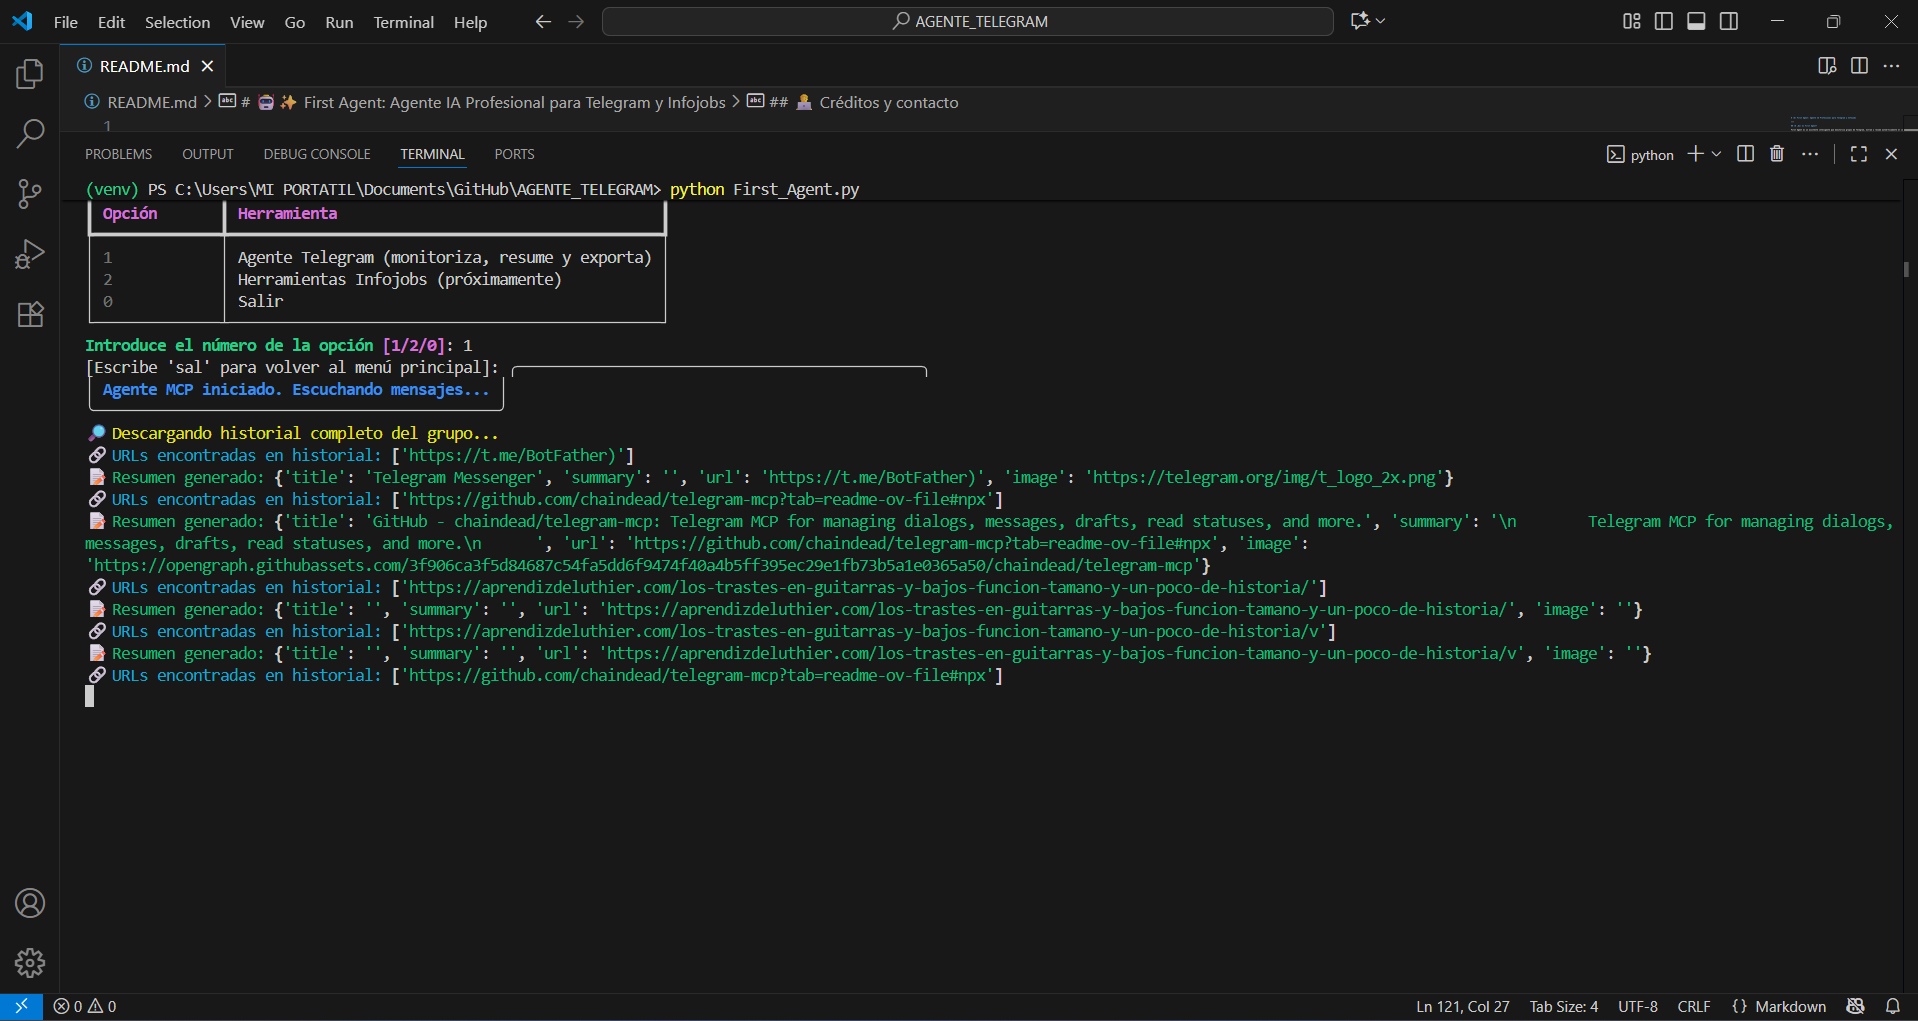 File Edit Selection View Go Run Terminal Help AGENTE_TELEGRAM
README.md
README.md > # 🤖 ✨ First Agent: Agente IA Profesional para Telegram y Infojobs > ## 🧑‍💻 Créditos y contacto
1
PROBLEMS OUTPUT DEBUG CONSOLE TERMINAL PORTS python
(venv) PS C:\Users\MI PORTATIL\Documents\GitHub\AGENTE_TELEGRAM> python First_Agent.py
Opción Herramienta
1 Agente Telegram (monitoriza, resume y exporta)
2 Herramientas Infojobs (próximamente)
0 Salir
Introduce el número de la opción [1/2/0]: 1
[Escribe 'sal' para volver al menú principal]:
Agente MCP iniciado. Escuchando mensajes...
🔎 Descargando historial completo del grupo...
🔗 URLs encontradas en historial: ['https://t.me/BotFather)']
📝 Resumen generado: {'title': 'Telegram Messenger', 'summary': '', 'url': 'https://t.me/BotFather)', 'image': 'https://telegram.org/img/t_logo_2x.png'}
🔗 URLs encontradas en historial: ['https://github.com/chaindead/telegram-mcp?tab=readme-ov-file#npx']
📝 Resumen generado: {'title': 'GitHub - chaindead/telegram-mcp: Telegram MCP for managing dialogs, messages, drafts, read statuses, and more.', 'summary': '\n        Telegram MCP for managing dialogs,
messages, drafts, read statuses, and more.\n      ', 'url': 'https://github.com/chaindead/telegram-mcp?tab=readme-ov-file#npx', 'image':
'https://opengraph.githubassets.com/3f906ca3f5d84687c54fa5dd6f9474f40a4b5ff395ec29e1fb73b5a1e0365a50/chaindead/telegram-mcp'}
🔗 URLs encontradas en historial: ['https://aprendizdeluthier.com/los-trastes-en-guitarras-y-bajos-funcion-tamano-y-un-poco-de-historia/']
📝 Resumen generado: {'title': '', 'summary': '', 'url': 'https://aprendizdeluthier.com/los-trastes-en-guitarras-y-bajos-funcion-tamano-y-un-poco-de-historia/', 'image': ''}
🔗 URLs encontradas en historial: ['https://aprendizdeluthier.com/los-trastes-en-guitarras-y-bajos-funcion-tamano-y-un-poco-de-historia/v']
📝 Resumen generado: {'title': '', 'summary': '', 'url': 'https://aprendizdeluthier.com/los-trastes-en-guitarras-y-bajos-funcion-tamano-y-un-poco-de-historia/v', 'image': ''}
🔗 URLs encontradas en historial: ['https://github.com/chaindead/telegram-mcp?tab=readme-ov-file#npx']
0 0 Ln 121, Col 27 Tab Size: 4 UTF-8 CRLF {} Markdown